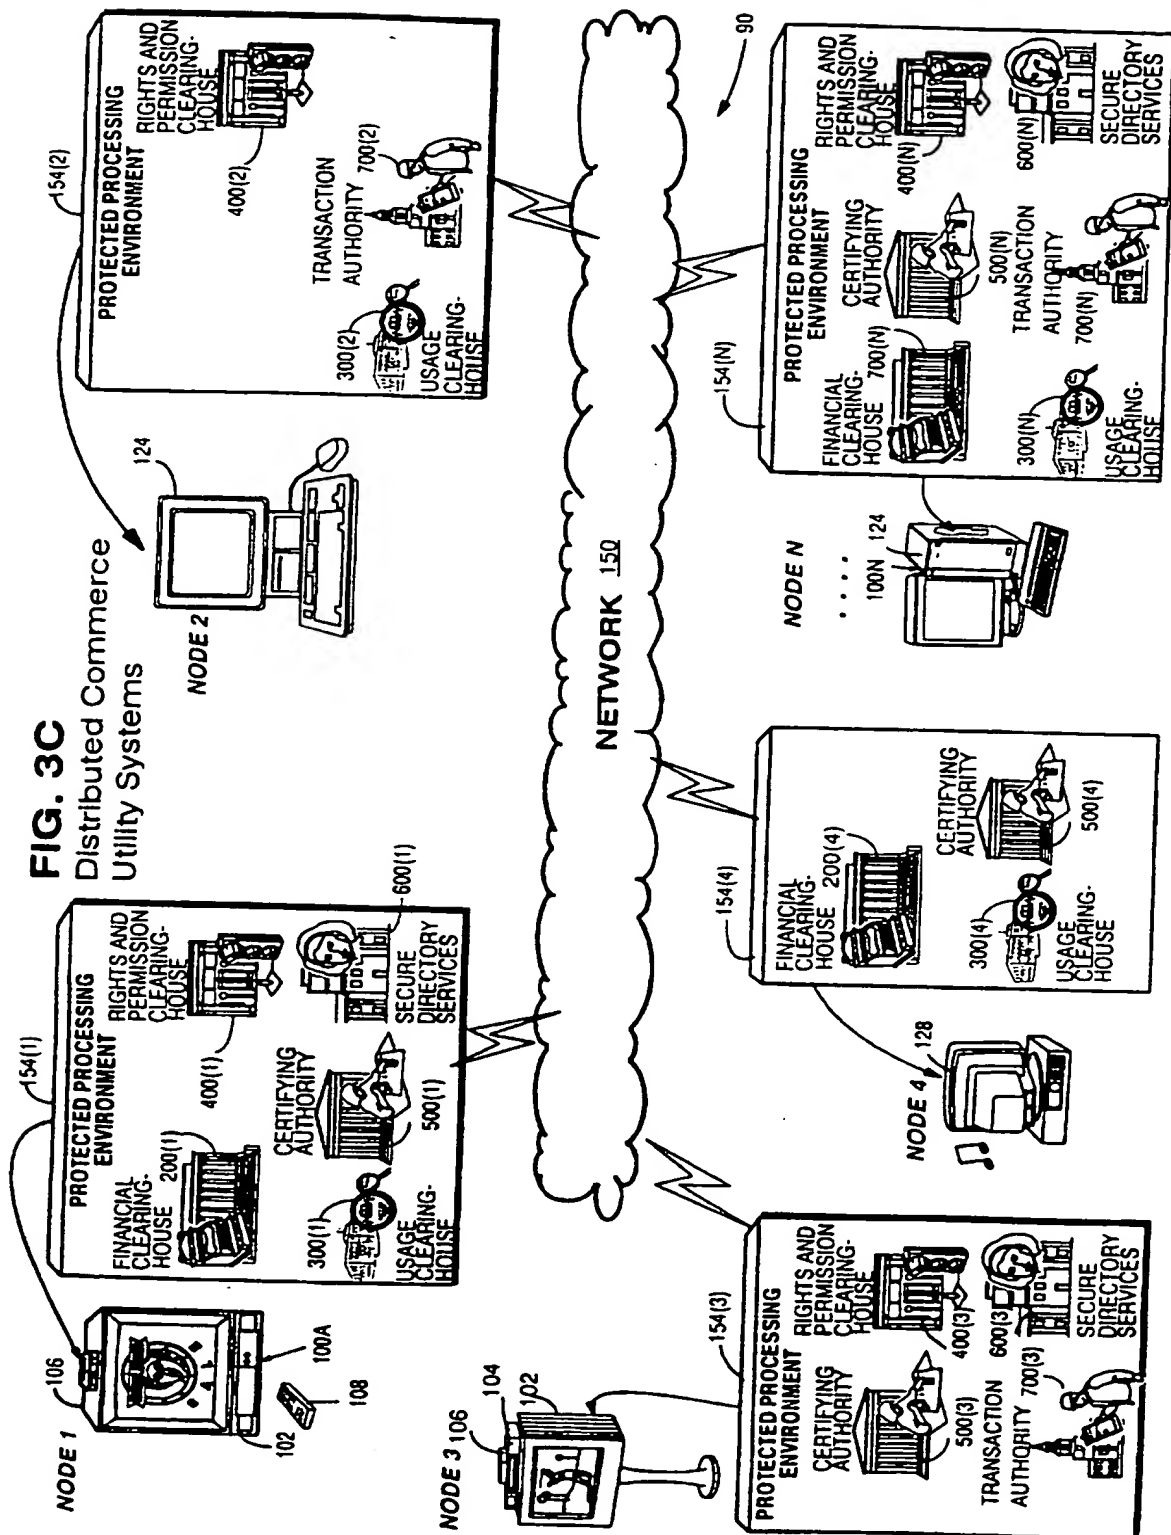 FIG. 3C
Distributed Commerce
Utility Systems
NODE 1
106
102
100A
108
154(1)
PROTECTED PROCESSING
ENVIRONMENT
FINANCIAL
CLEARING-
HOUSE
200(1)
RIGHTS AND
PERMISSION
CLEARING-
HOUSE
400(1)
300(1)
USAGE
CLEARING-
HOUSE
CERTIFYING
AUTHORITY
500(1)
600(1)
SECURE
DIRECTORY
SERVICES
NODE 2
124
154(2)
PROTECTED PROCESSING
ENVIRONMENT
RIGHTS AND
PERMISSION
CLEARING-
HOUSE
400(2)
300(2)
USAGE
CLEARING-
HOUSE
TRANSACTION
AUTHORITY
700(2)
NETWORK 150
90
NODE 3
106
104
102
154(3)
PROTECTED PROCESSING
ENVIRONMENT
CERTIFYING
AUTHORITY
500(3)
RIGHTS AND
PERMISSION
CLEARING-
HOUSE
400(3)
TRANSACTION
AUTHORITY
700(3)
600(3)
SECURE
DIRECTORY
SERVICES
NODE 4
128
154(4)
FINANCIAL
CLEARING-
HOUSE
200(4)
300(4)
USAGE
CLEARING-
HOUSE
CERTIFYING
AUTHORITY
500(4)
NODE N
. . . .
100N
124
154(N)
PROTECTED PROCESSING
ENVIRONMENT
FINANCIAL
CLEARING-
HOUSE
700(N)
CERTIFYING
AUTHORITY
500(N)
RIGHTS AND
PERMISSION
CLEARING-
HOUSE
400(N)
300(N)
USAGE
CLEARING-
HOUSE
TRANSACTION
AUTHORITY
700(N)
600(N)
SECURE
DIRECTORY
SERVICES